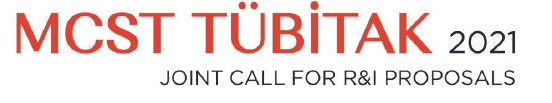 MCST TÜBİTAK 2021
JOINT CALL FOR R&I PROPOSALS